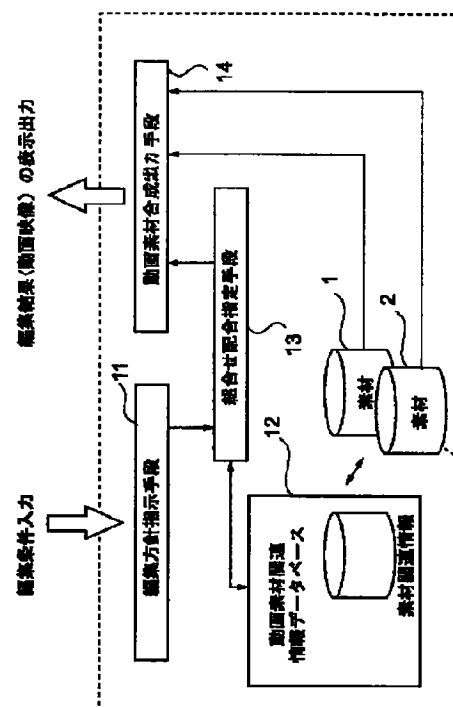 編集条件入力
編集結果(動画映像)の表示出力
11
編集方針指示手段
動画素材合成出力手段
14
組合せ配合指定手段
13
12
動画素材関連
情報データベース
素材関連情報
素材
1
素材
2